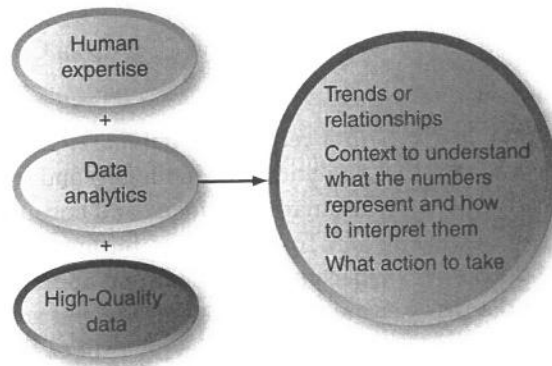 Human
expertise
+
Data
analytics
+
High-Quality
data
Trends or
relationships
Context to understand
what the numbers
represent and how
to interpret them
What action to take